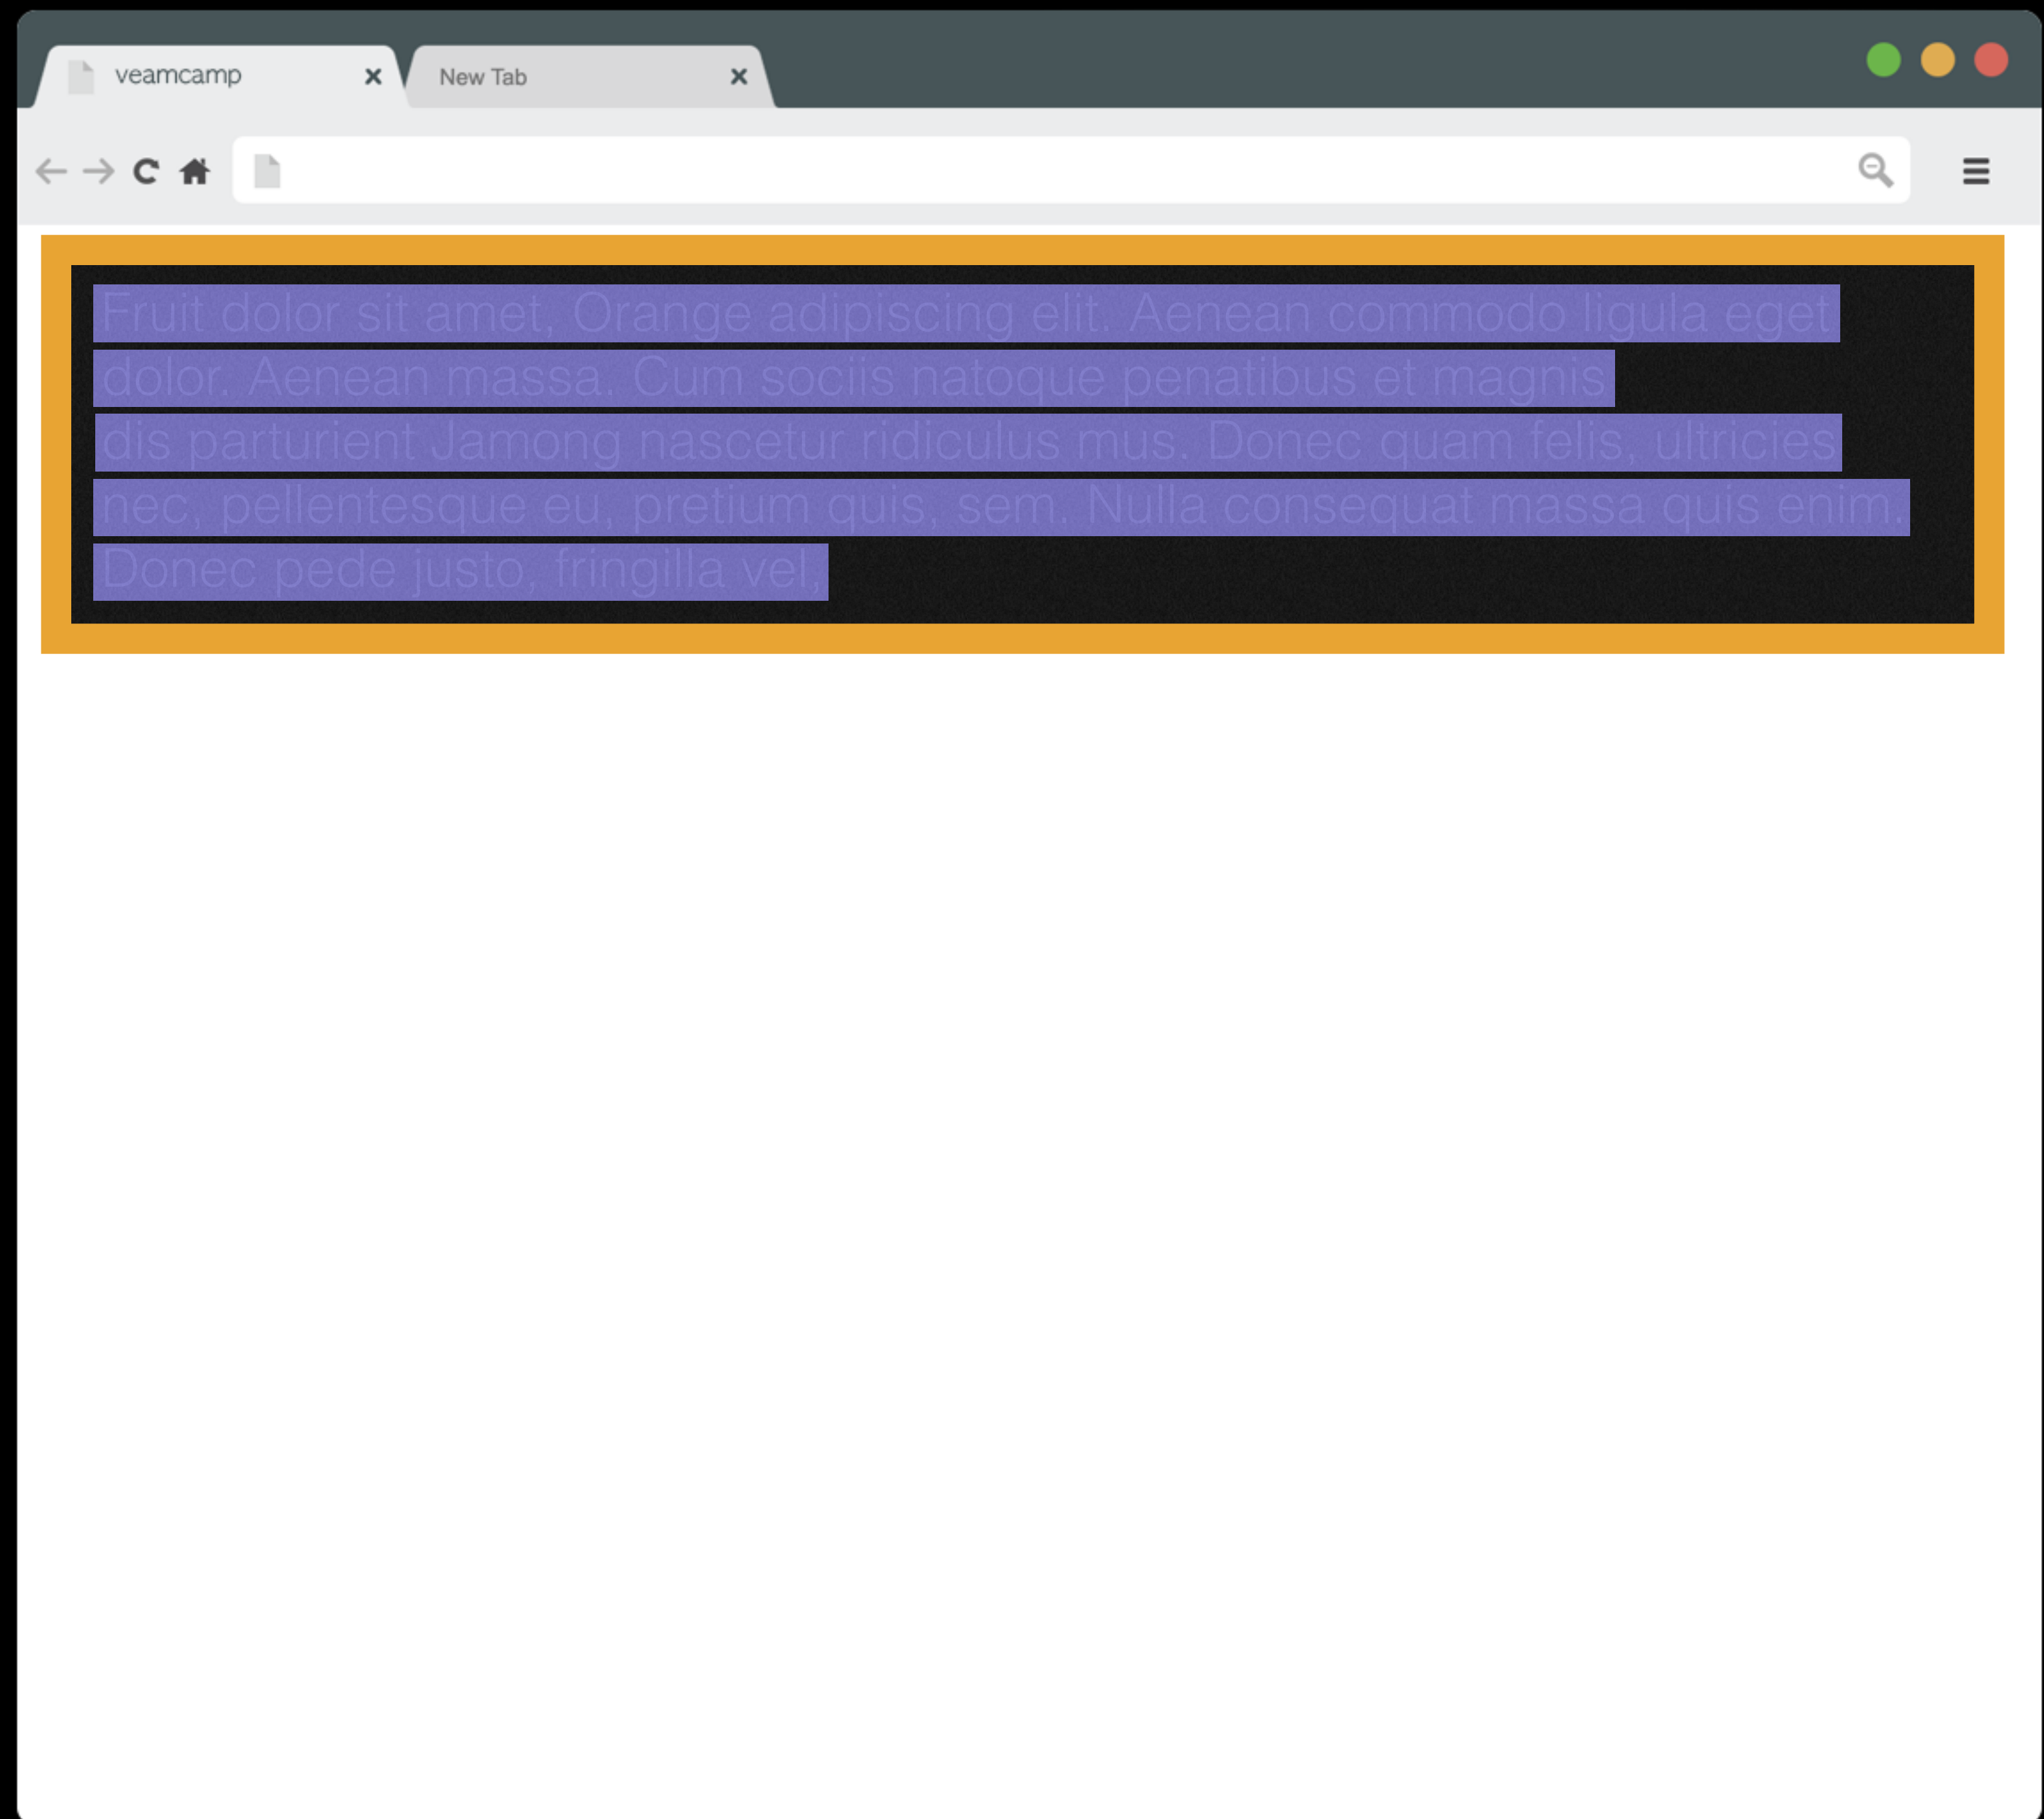 veamcamp
New Tab
Fruit dolor sit amet, Orange adipiscing elit. Aenean commodo ligula eget
dolor. Aenean massa. Cum sociis natoque penatibus et magnis
dis parturient Jamong nascetur ridiculus mus. Donec quam felis, ultricies
nec, pellentesque eu, pretium quis, sem. Nulla consequat massa quis enim.
Donec pede justo, fringilla vel,